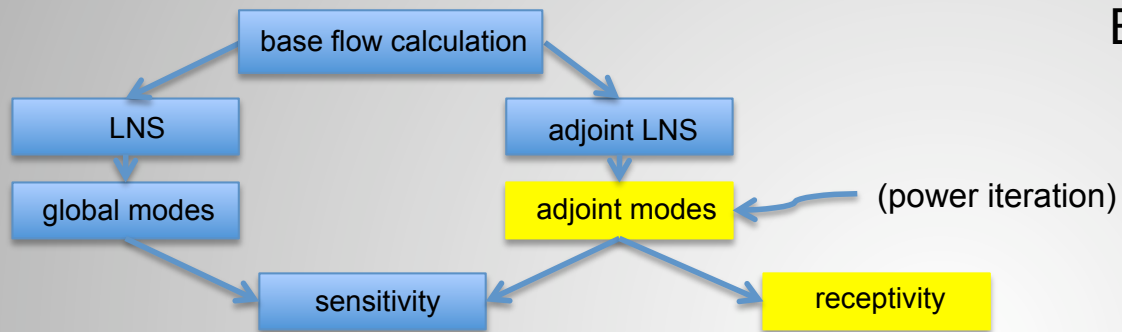 base flow calculation
LNS
adjoint LNS
global modes
adjoint modes
(power iteration)
sensitivity
receptivity